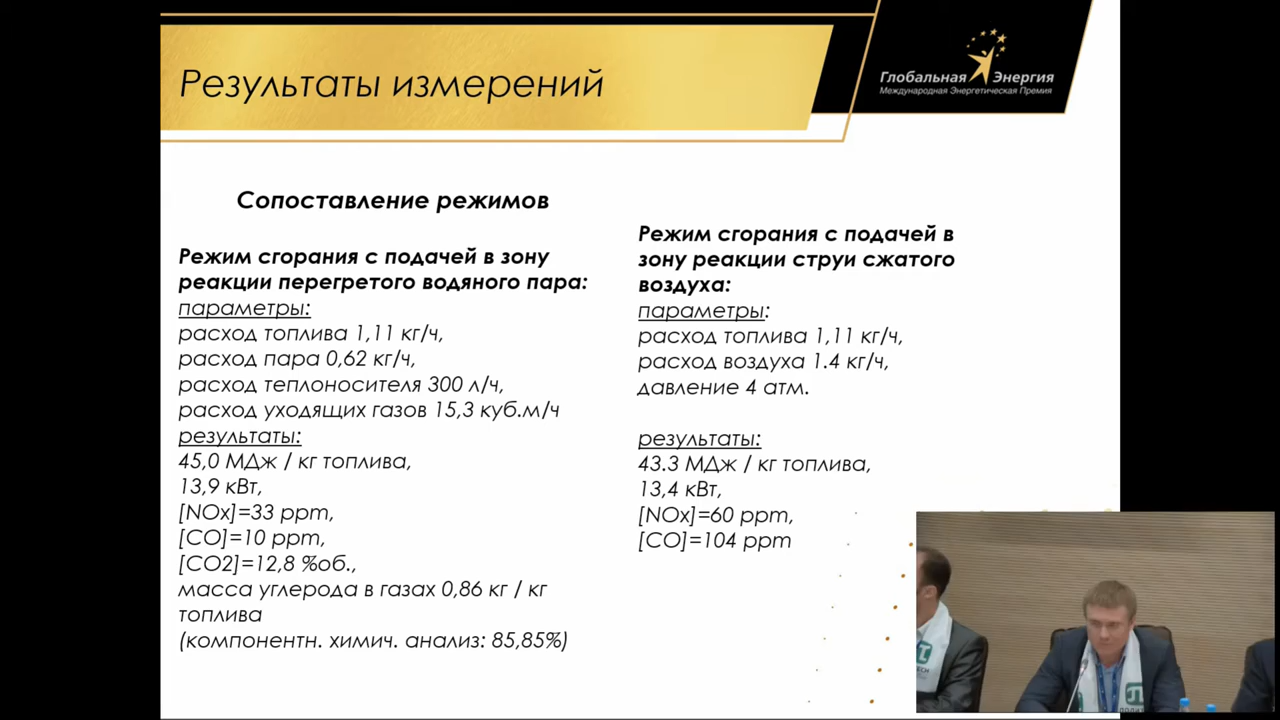 Результаты измерений
Глобальная Энергия
Международная Энергетическая Премия
Сопоставление режимов
Режим сгорания с подачей в зону
реакции перегретого водяного пара:
параметры:
расход топлива 1,11 кг/ч,
расход пара 0,62 кг/ч,
расход теплоносителя 300 л/ч,
расход уходящих газов 15,3 куб.м/ч
результаты:
45,0 МДж / кг топлива,
13,9 кВт,
[NOx]=33 ppm,
[CO]=10 ppm,
[CO2]=12,8 %об.,
масса углерода в газах 0,86 кг / кг
топлива
(компонентн. химич. анализ: 85,85%)
Режим сгорания с подачей в
зону реакции струи сжатого
воздуха:
параметры:
расход топлива 1,11 кг/ч,
расход воздуха 1.4 кг/ч,
давление 4 атм.
результаты:
43.3 МДж / кг топлива,
13,4 кВт,
[NOx]=60 ppm,
[CO]=104 ppm